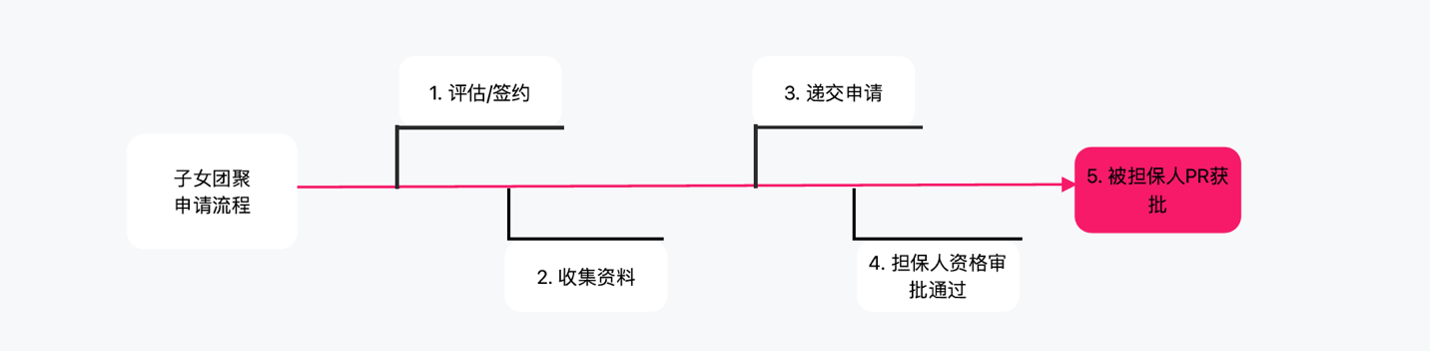 子女团聚
申请流程
1. 评估/签约
2. 收集资料
3. 递交申请
4. 担保人资格审
批通过
5. 被担保人PR获
批